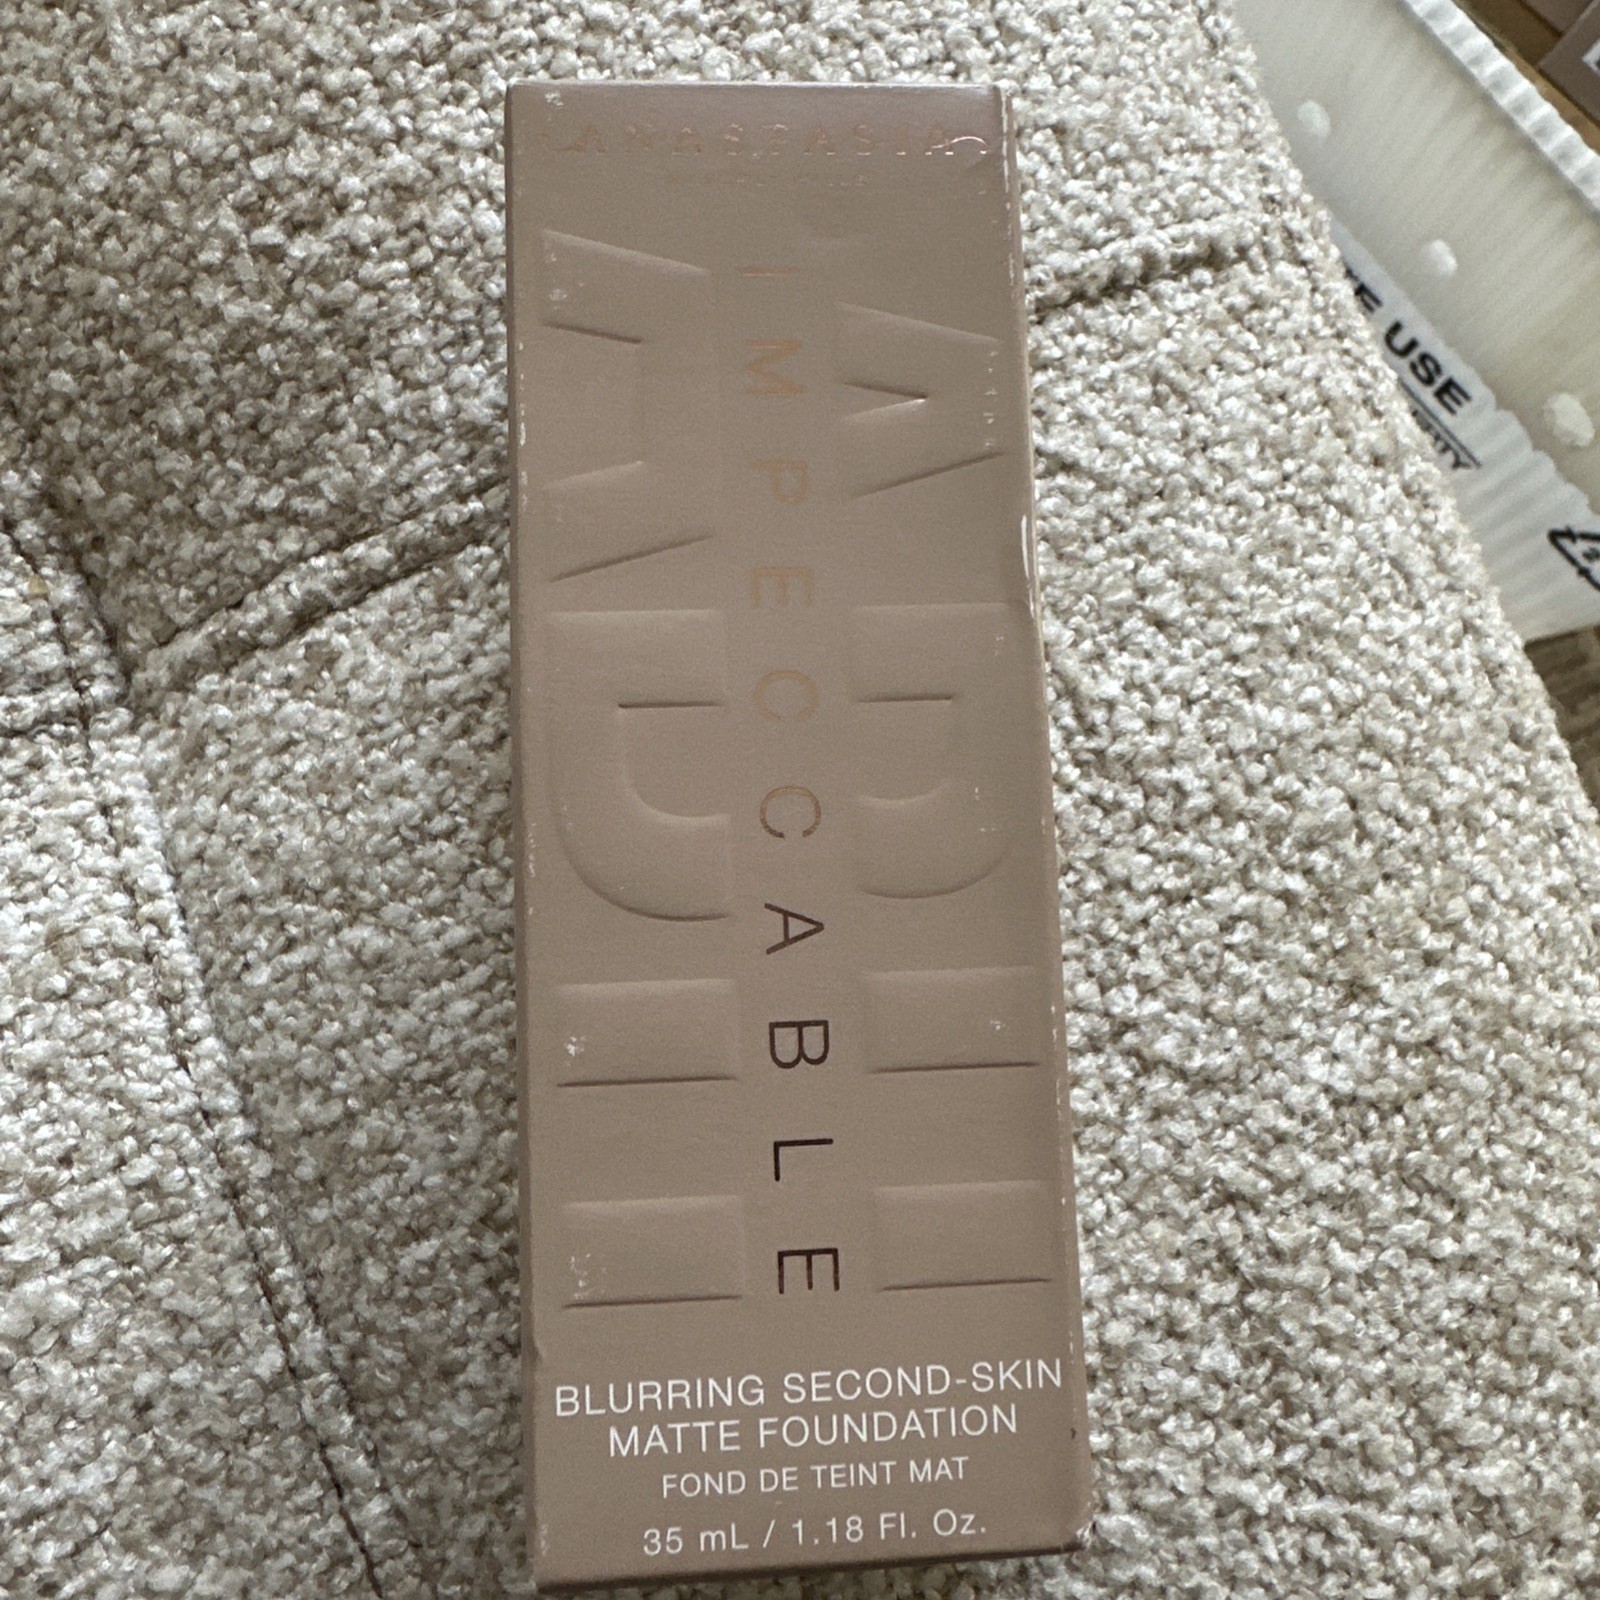 ANASTASIA
IMPECCABLE
BLURRING SECOND-SKIN
MATTE FOUNDATION
FOND DE TEINT MAT
35 mL / 1.18 Fl. Oz.
USE